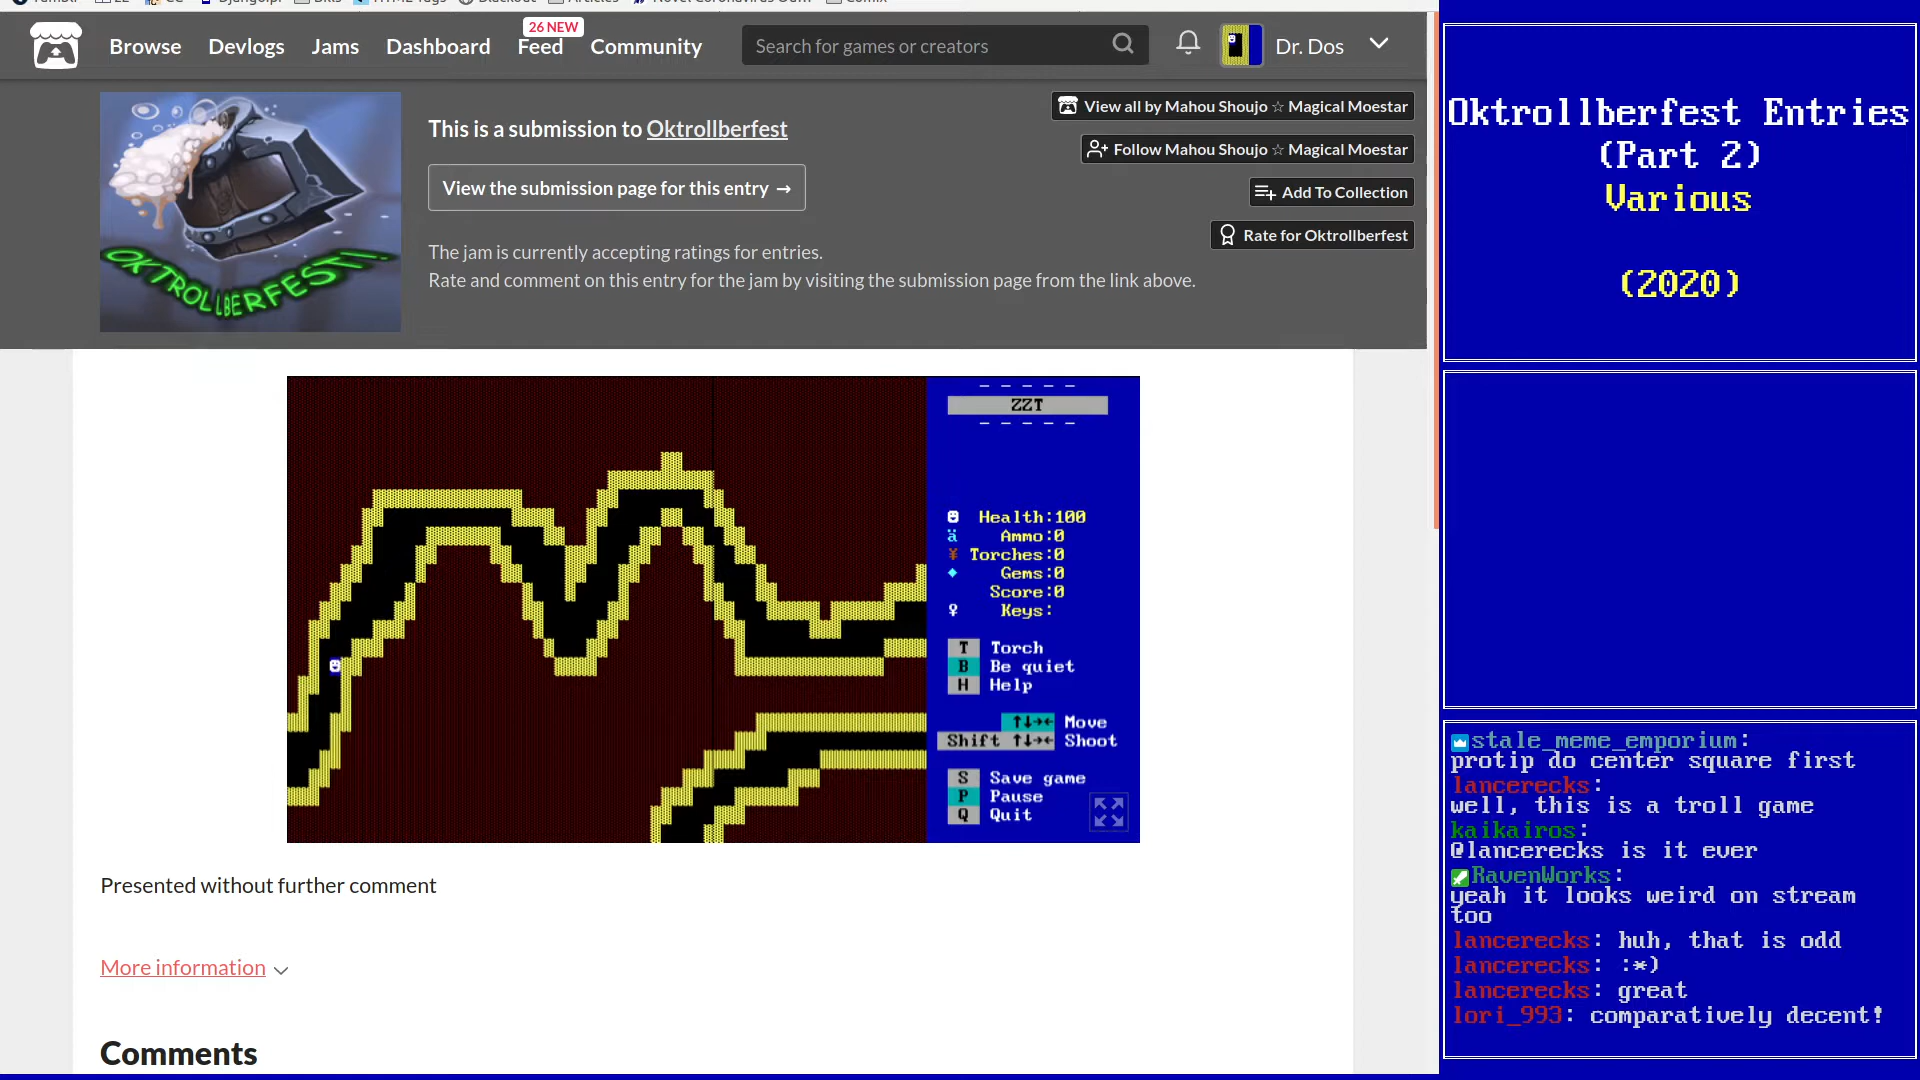 Browse
Devlogs
Jams
Dashboard
26 NEW
Feed
Community
Search for games or creators
Dr. Dos
This is a submission to Oktrollberfest
View the submission page for this entry →
The jam is currently accepting ratings for entries.
Rate and comment on this entry for the jam by visiting the submission page from the link above.
OKTROLLBERFEST!
View all by Mahou Shoujo ☆ Magical Moestar
Follow Mahou Shoujo ☆ Magical Moestar
Add To Collection
Rate for Oktrollberfest
- - - - -
ZZT
- - - - -
Health:100
Ammo:0
Torches:0
Gems:0
Score:0
Keys:
T Torch
B Be quiet
H Help
↑↓→← Move
Shift ↑↓→← Shoot
S Save game
P Pause
Q Quit
Presented without further comment
More information
Comments
Oktrollberfest Entries
(Part 2)
Various
(2020)
stale_meme_emporium:
protip do center square first
lancerecks:
well, this is a troll game
kaikairos:
@lancerecks is it ever
RavenWorks:
yeah it looks weird on stream
too
lancerecks: huh, that is odd
lancerecks: :*)
lancerecks: great
lori_993: comparatively decent!